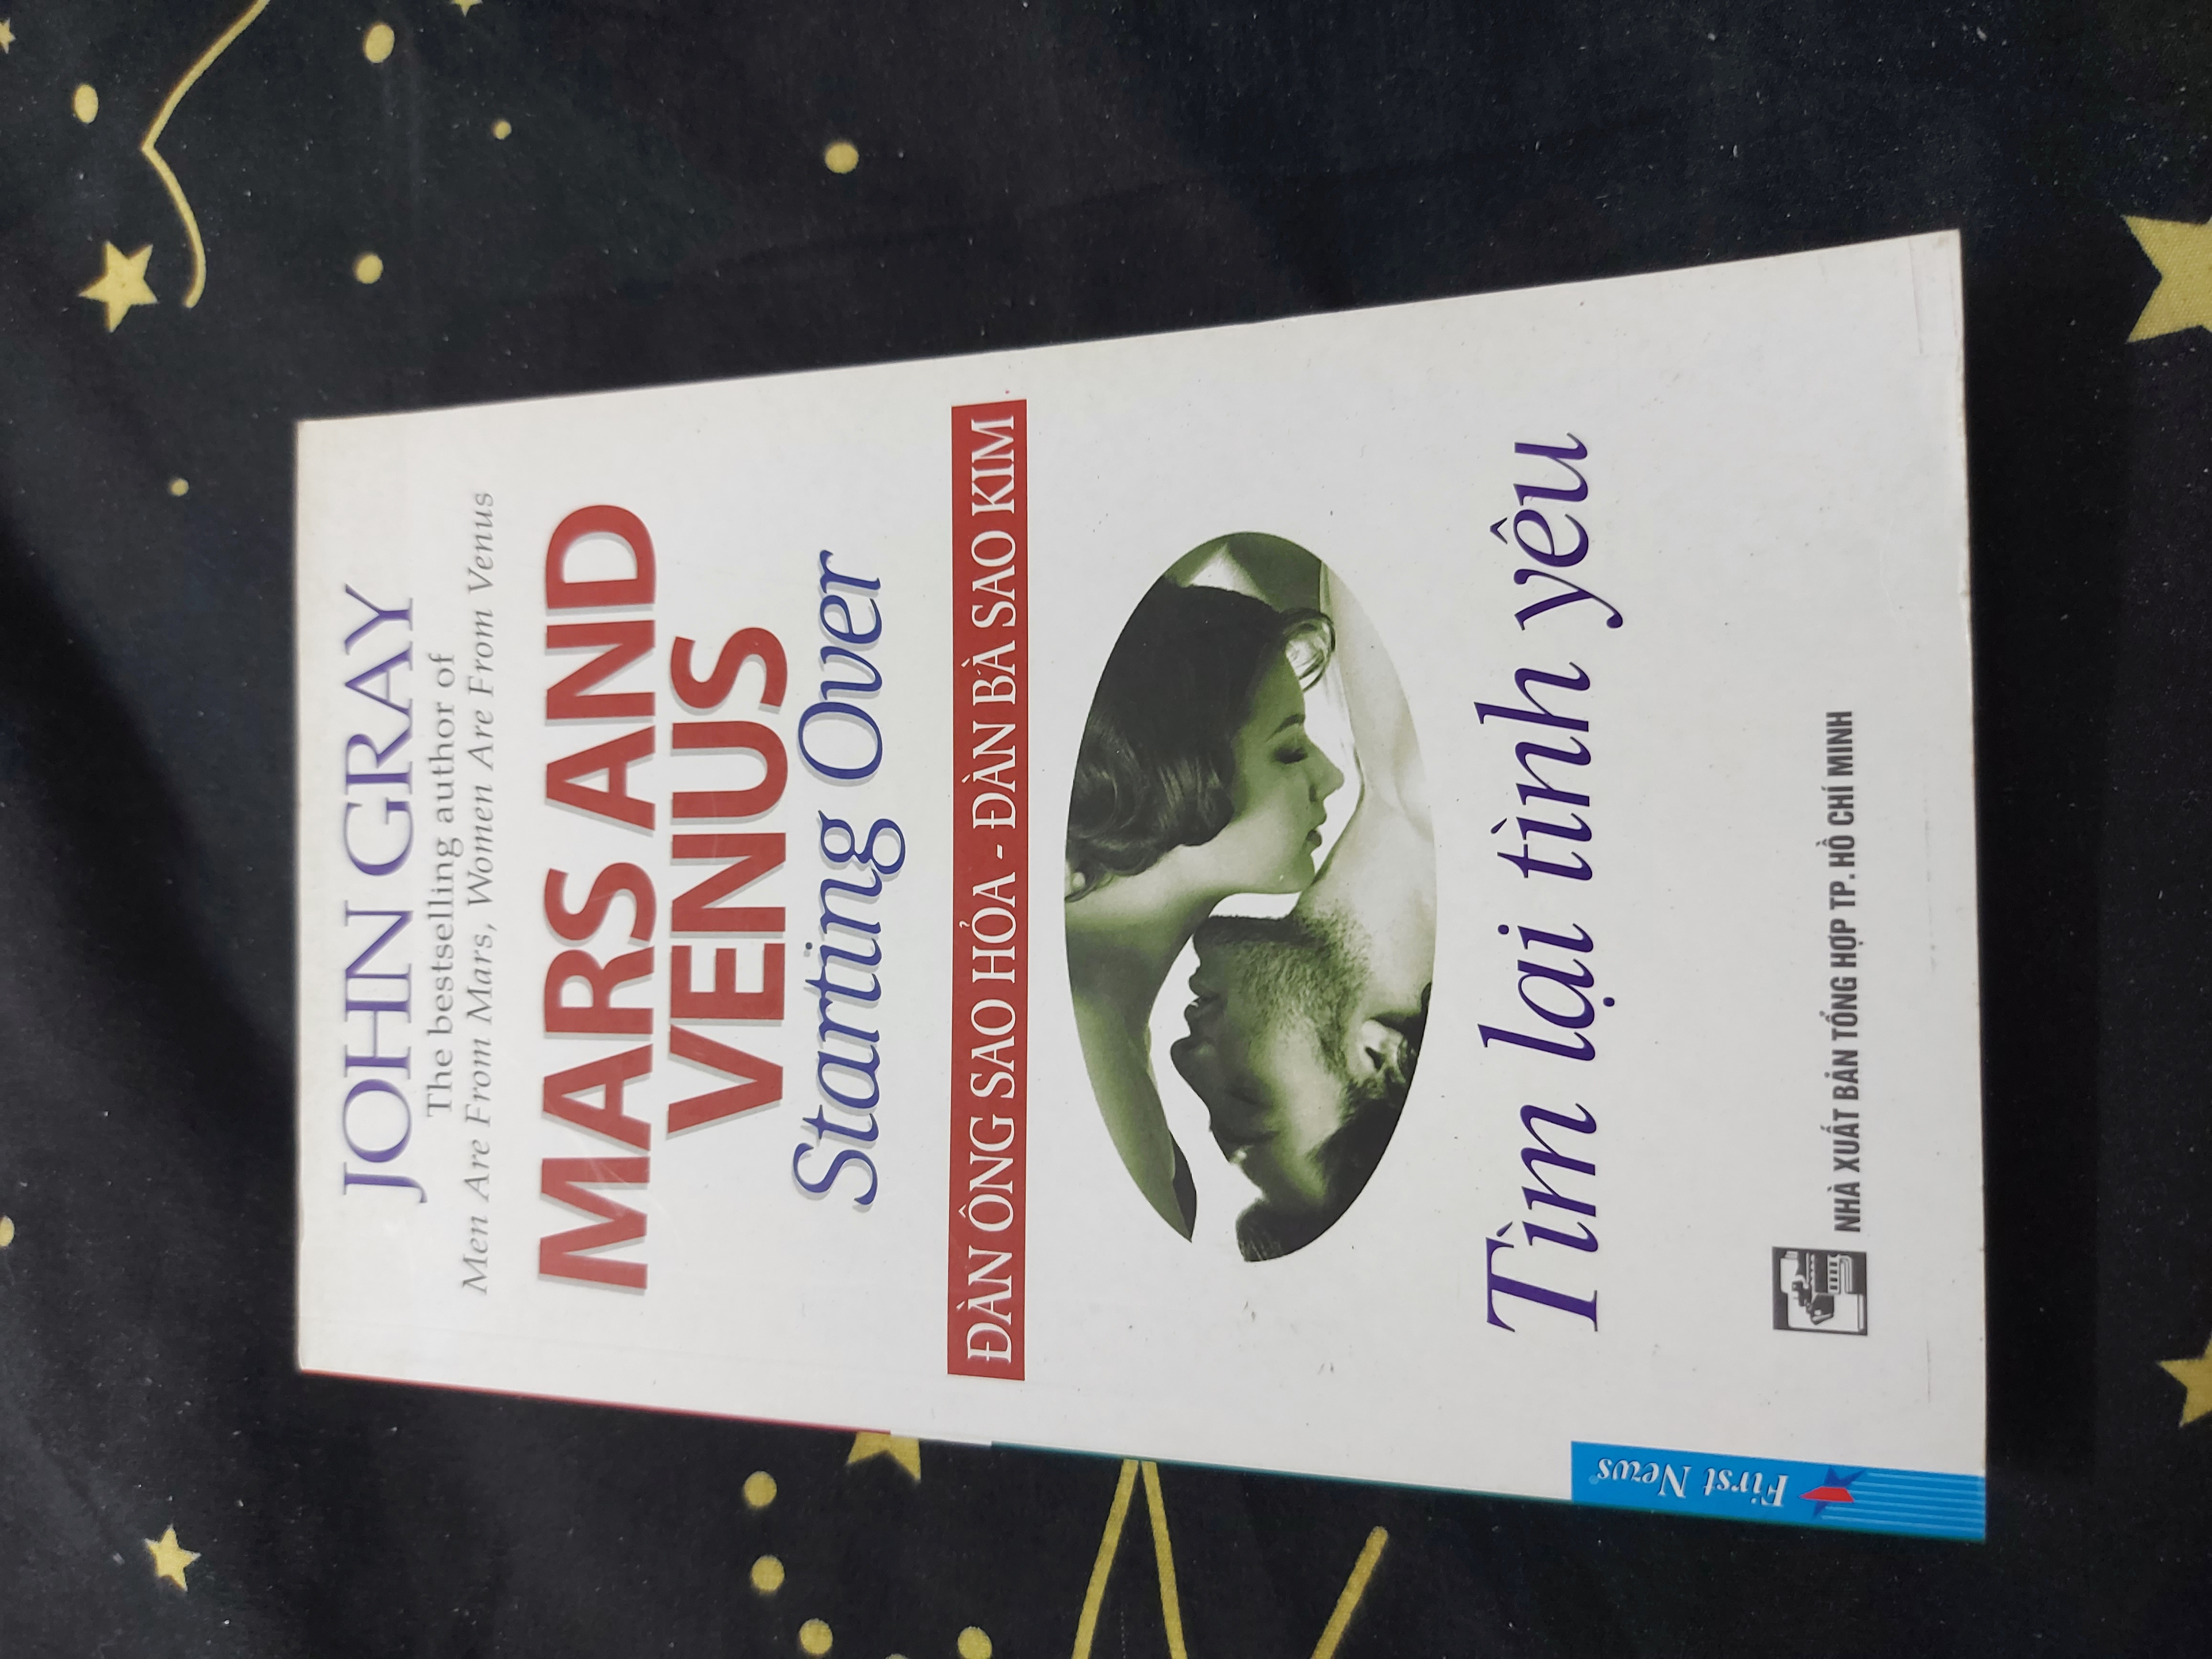 JOHN GRAY
The bestselling author of
Men Are From Mars, Women Are From Venus
MARS AND
VENUS
Starting Over
ĐÀN ÔNG SAO HỎA - ĐÀN BÀ SAO KIM
Tìm lại tình yêu
First News®
NHÀ XUẤT BẢN TỔNG HỢP TP. HỒ CHÍ MINH